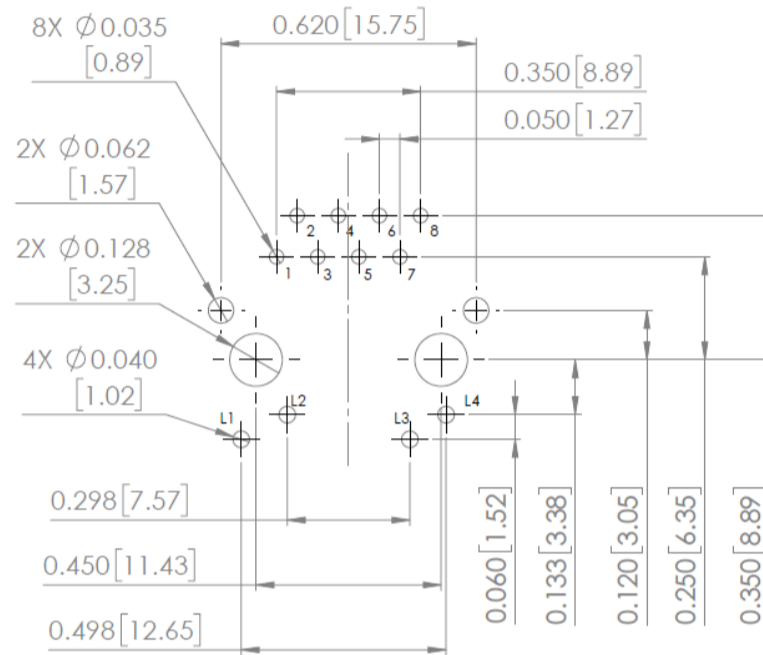 8X ∅0.035
[0.89]
0.620[15.75]
0.350[8.89]
0.050[1.27]
2X ∅0.062
[1.57]
2X ∅0.128
[3.25]
4X ∅0.040
[1.02]
2 4 6 8
1 3 5 7
L2 L4
L1 L3
0.298[7.57]
0.450[11.43]
0.498[12.65]
0.060[1.52]
0.133[3.38]
0.120[3.05]
0.250[6.35]
0.350[8.89]